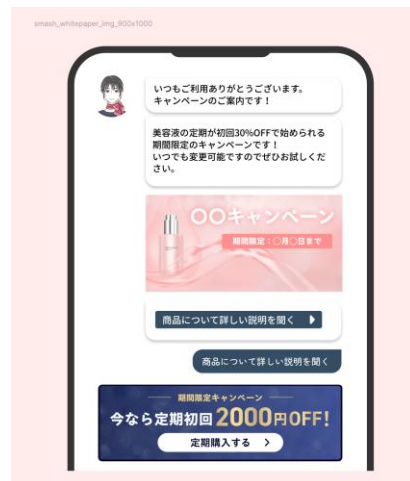 smash_whitepaper_img_900x1000
いつもご利用ありがとうございます。
キャンペーンのご案内です！
美容液の定期が初回30%OFFで始められる
期間限定のキャンペーンです！
いつでも変更可能ですのでぜひお試しくだ
さい。
〇〇キャンペーン
期間限定：〇月〇日まで
商品について詳しい説明を聞く
商品について詳しい説明を聞く
期間限定キャンペーン
今なら定期初回2000円OFF!
定期購入する